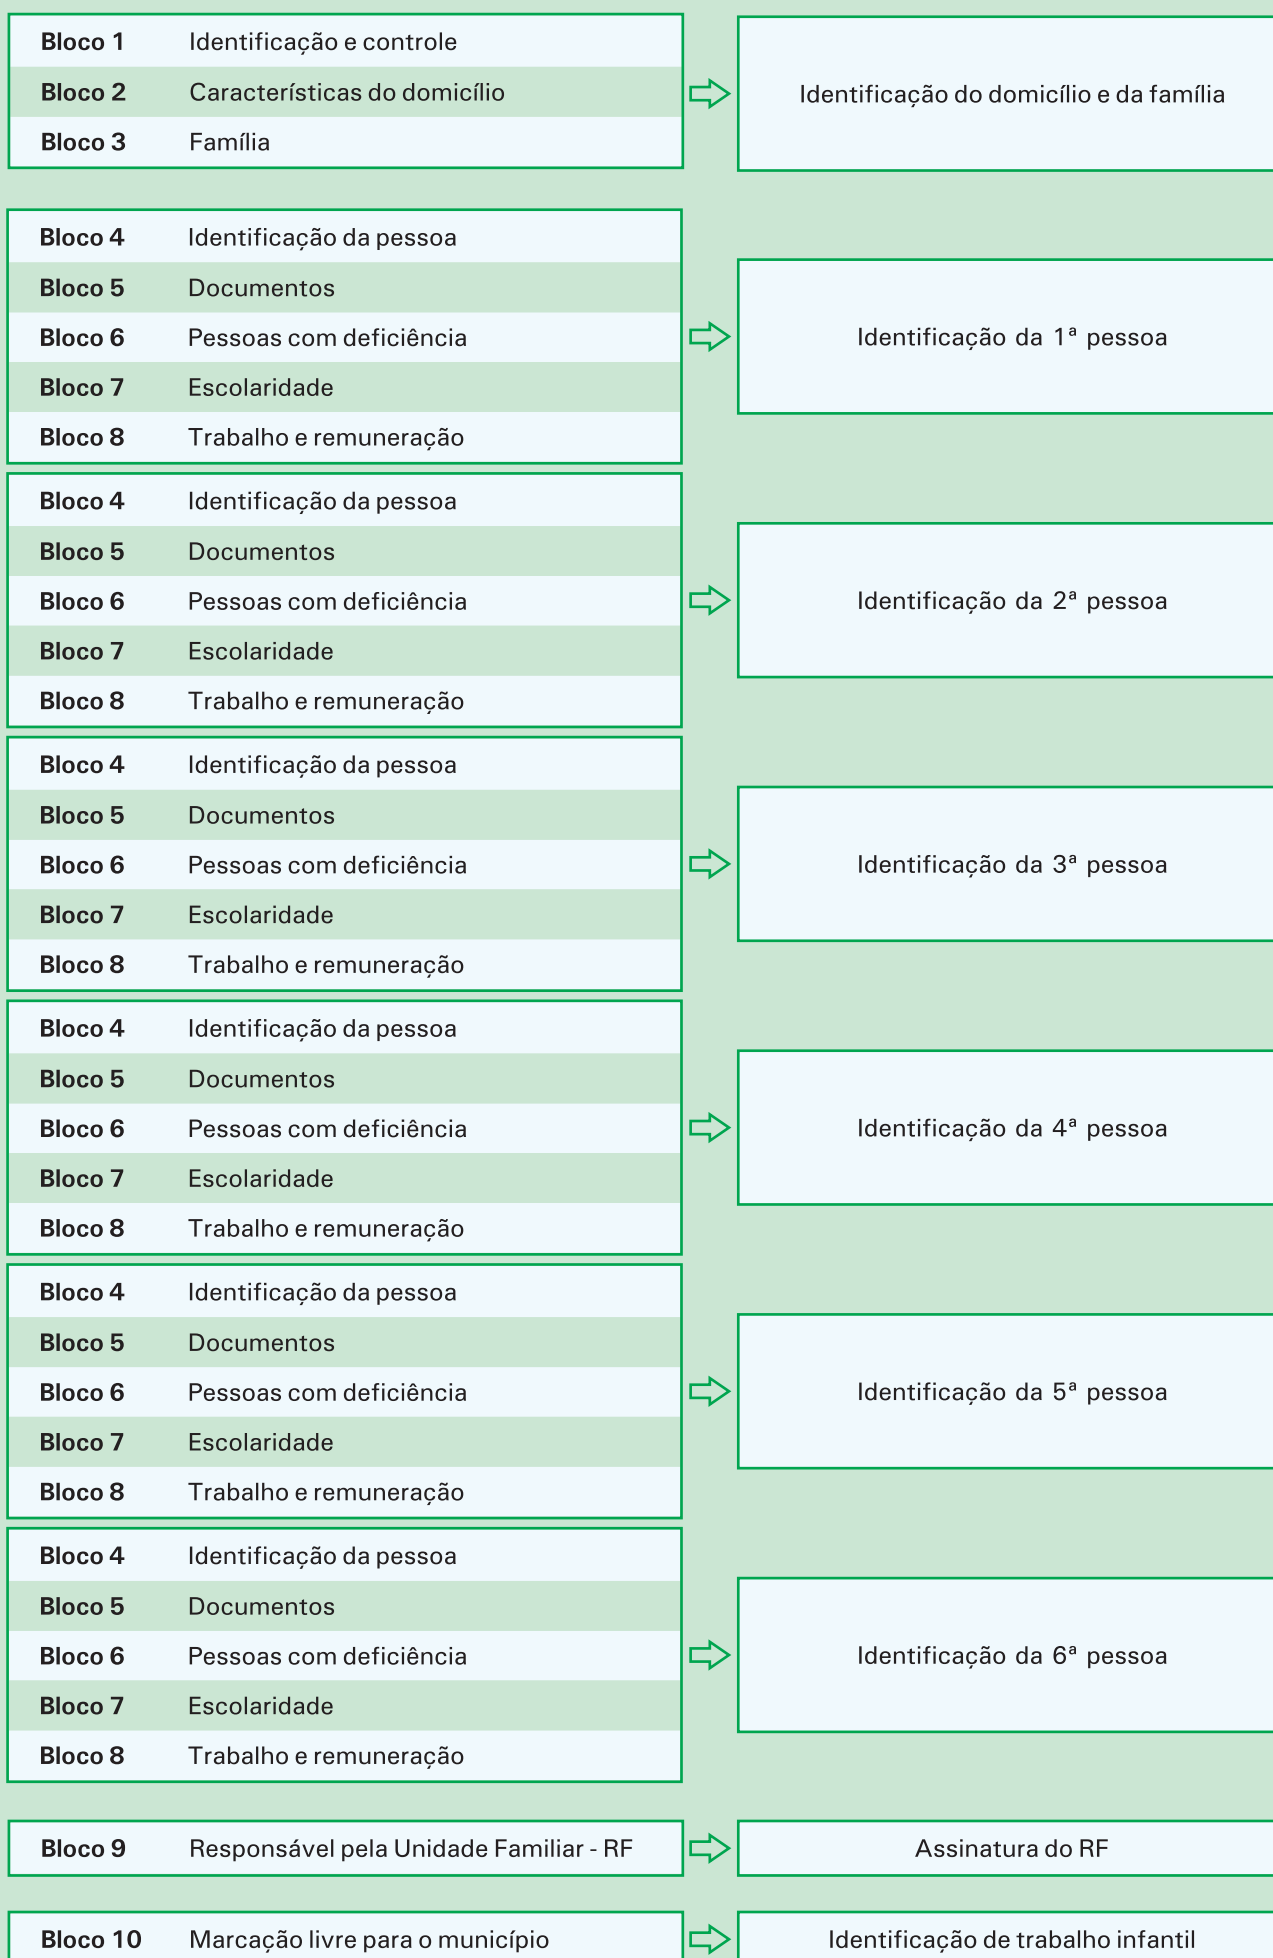 Bloco 1 Identificação e controle
Bloco 2 Características do domicílio
Bloco 3 Família
Identificação do domicílio e da família
Bloco 4 Identificação da pessoa
Bloco 5 Documentos
Bloco 6 Pessoas com deficiência
Bloco 7 Escolaridade
Bloco 8 Trabalho e remuneração
Identificação da 1ª pessoa
Bloco 4 Identificação da pessoa
Bloco 5 Documentos
Bloco 6 Pessoas com deficiência
Bloco 7 Escolaridade
Bloco 8 Trabalho e remuneração
Identificação da 2ª pessoa
Bloco 4 Identificação da pessoa
Bloco 5 Documentos
Bloco 6 Pessoas com deficiência
Bloco 7 Escolaridade
Bloco 8 Trabalho e remuneração
Identificação da 3ª pessoa
Bloco 4 Identificação da pessoa
Bloco 5 Documentos
Bloco 6 Pessoas com deficiência
Bloco 7 Escolaridade
Bloco 8 Trabalho e remuneração
Identificação da 4ª pessoa
Bloco 4 Identificação da pessoa
Bloco 5 Documentos
Bloco 6 Pessoas com deficiência
Bloco 7 Escolaridade
Bloco 8 Trabalho e remuneração
Identificação da 5ª pessoa
Bloco 4 Identificação da pessoa
Bloco 5 Documentos
Bloco 6 Pessoas com deficiência
Bloco 7 Escolaridade
Bloco 8 Trabalho e remuneração
Identificação da 6ª pessoa
Bloco 9 Responsável pela Unidade Familiar - RF
Assinatura do RF
Bloco 10 Marcação livre para o município
Identificação de trabalho infantil